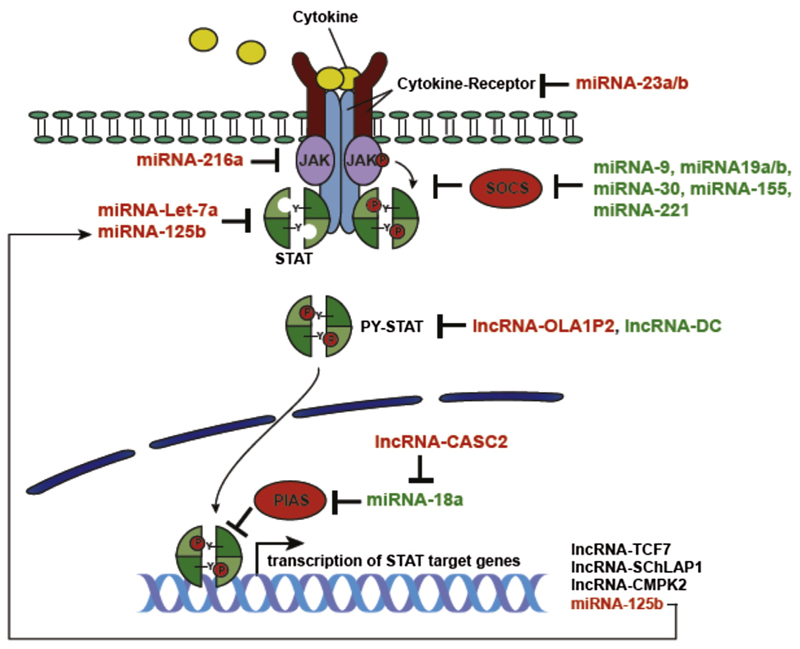 Cytokine
Cytokine-Receptor
miRNA-23a/b
miRNA-216a
JAK
JAK
P
SOCS
miRNA-9, miRNA19a/b,
miRNA-30, miRNA-155,
miRNA-221
miRNA-Let-7a
miRNA-125b
Y
Y
P
Y
Y
P
STAT
P
Y
Y
P
PY-STAT
lncRNA-OLA1P2, lncRNA-DC
lncRNA-CASC2
PIAS
miRNA-18a
P
Y
Y
P
transcription of STAT target genes
lncRNA-TCF7
lncRNA-SChLAP1
lncRNA-CMPK2
miRNA-125b